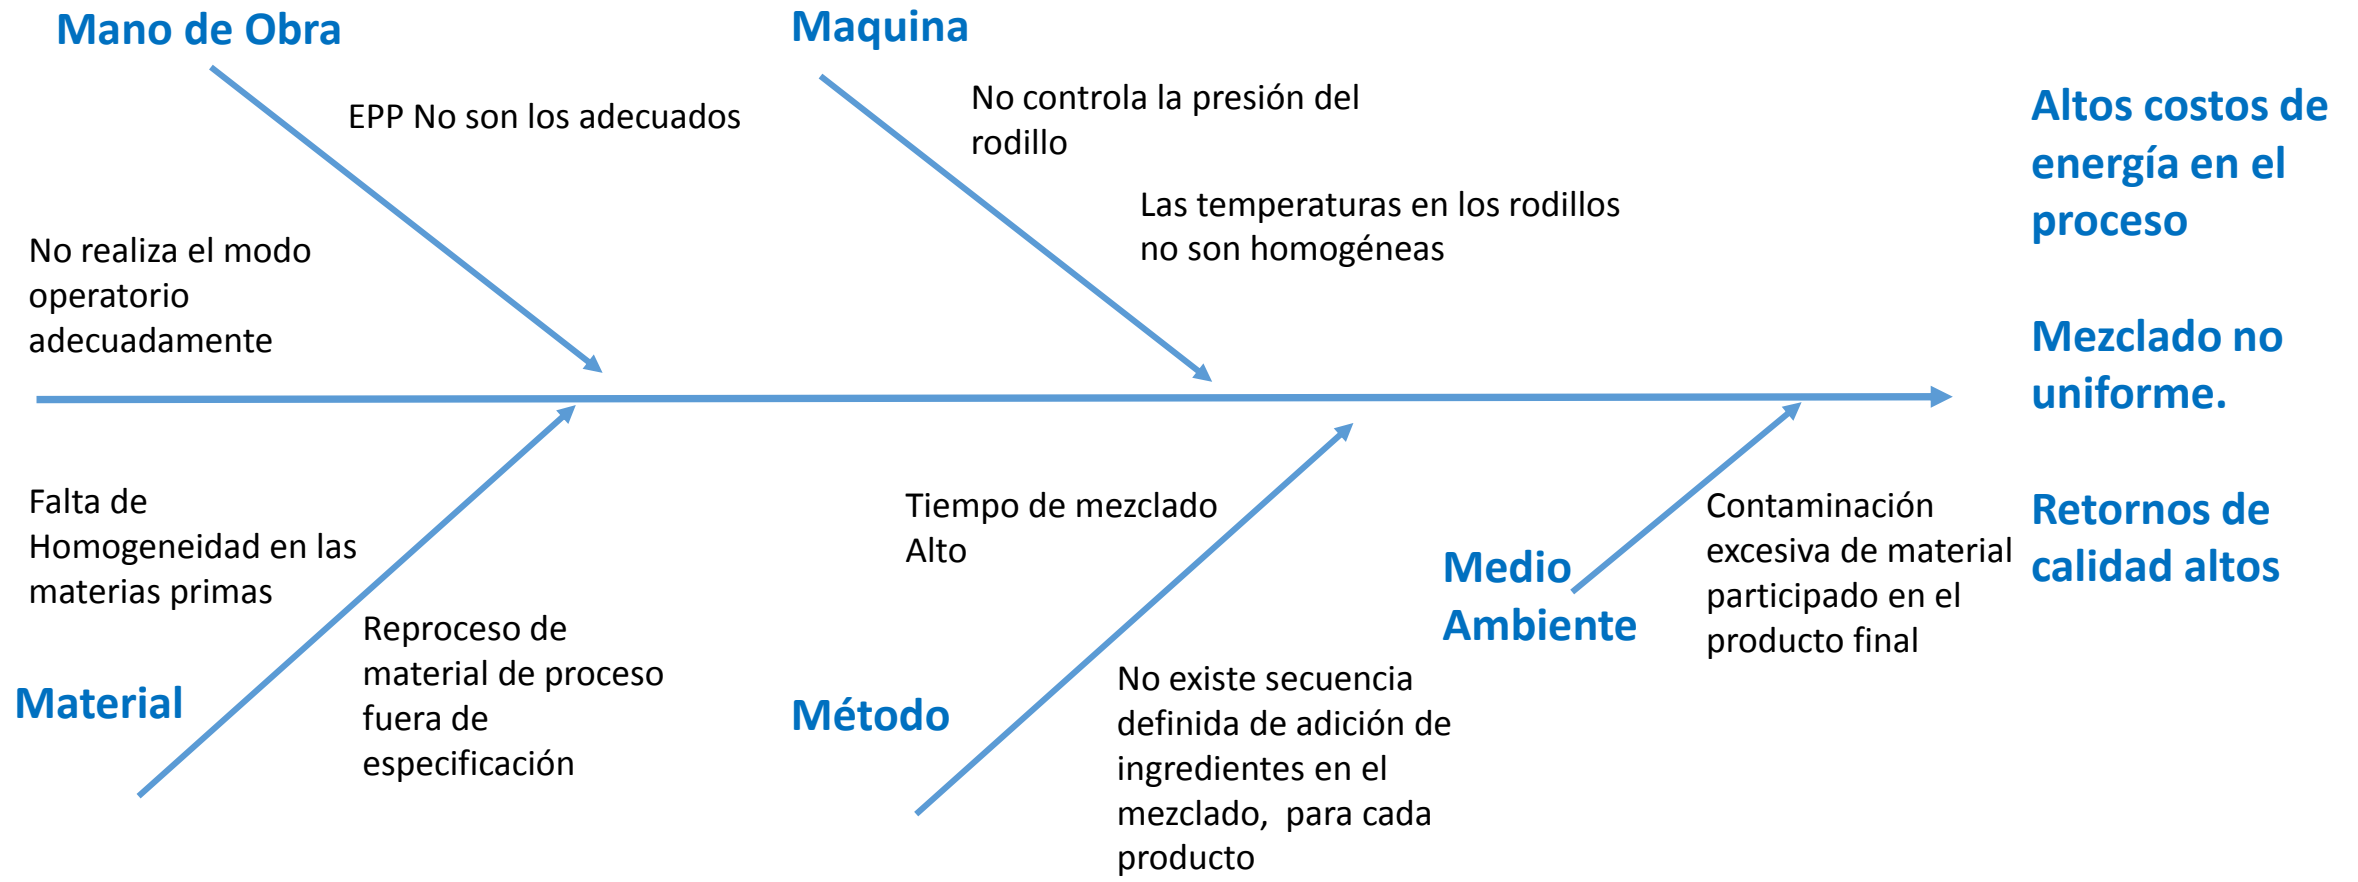 Mano de Obra
Maquina
EPP No son los adecuados
No controla la presión del
rodillo
Las temperaturas en los rodillos
no son homogéneas
No realiza el modo
operatorio
adecuadamente
Altos costos de
energía en el
proceso
Mezclado no
uniforme.
Retornos de
calidad altos
Falta de
Homogeneidad en las
materias primas
Reproceso de
material de proceso
fuera de
especificación
Material
Tiempo de mezclado
Alto
Método
No existe secuencia
definida de adición de
ingredientes en el
mezclado,  para cada
producto
Medio
Ambiente
Contaminación
excesiva de material
participado en el
producto final